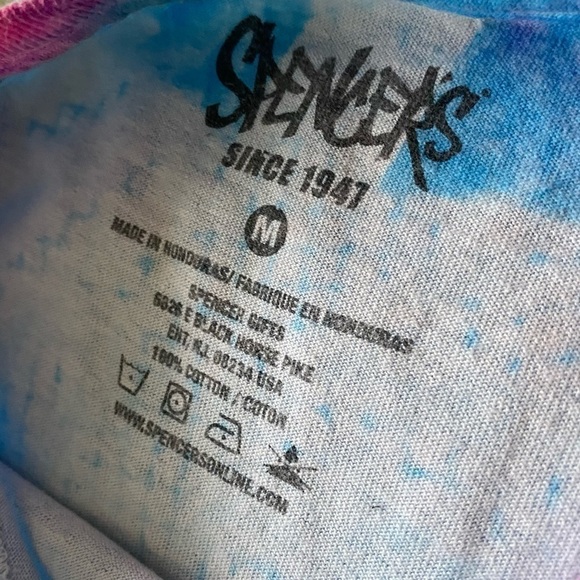 SPENCER'S
SINCE 1947
M
MADE IN HONDURAS/ FABRIQUE EN HONDURAS
SPENCER GIFTS
6826 E BLACK HORSE PIKE
EHT. N.J. 08234 USA
100% COTTON / COTON
WWW.SPENCERSONLINE.COM